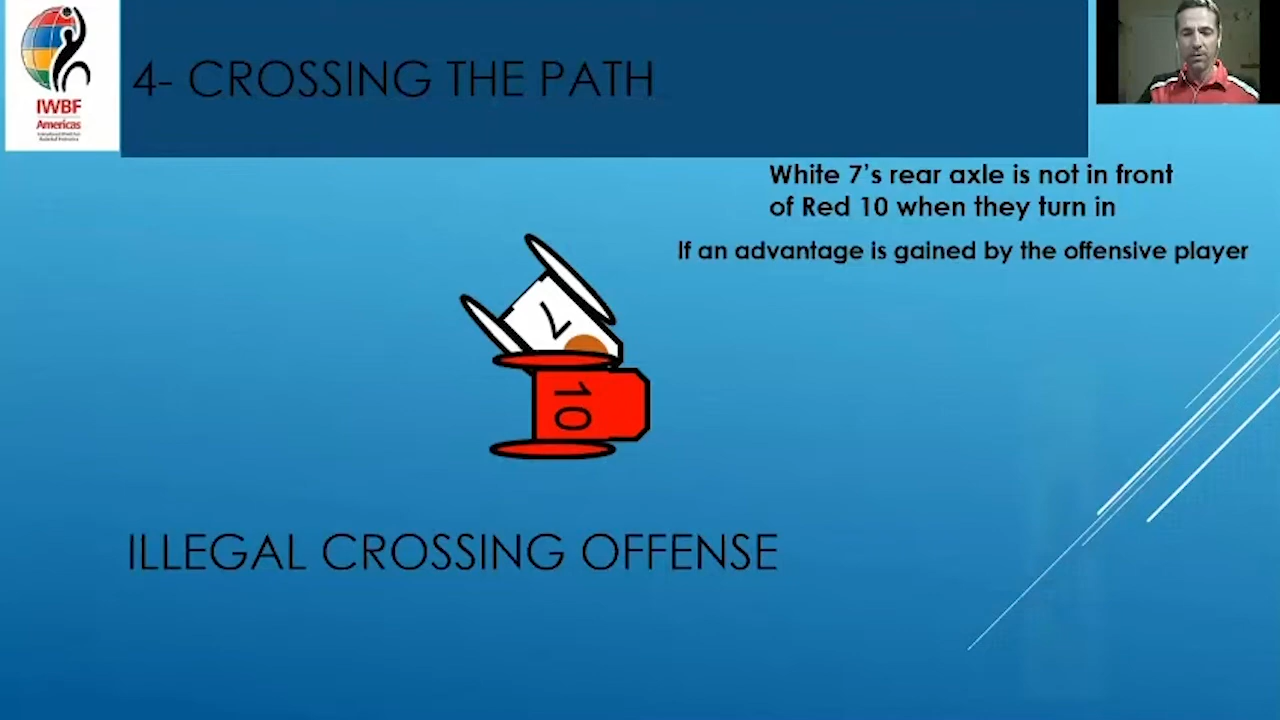 4- CROSSING THE PATH
IWBF
Americas
White 7's rear axle is not in front
of Red 10 when they turn in
If an advantage is gained by the offensive player
7
10
ILLEGAL CROSSING OFFENSE